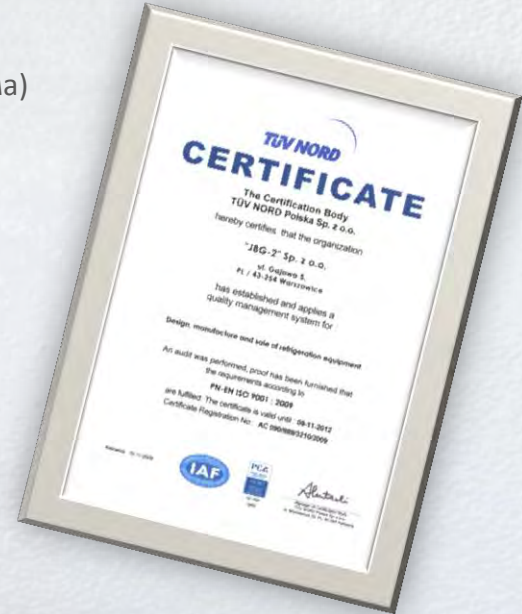 a)
TÜV NORD
CERTIFICATE
The Certification Body
TÜV NORD Polska Sp. z o.o.
hereby certifies, that the organization
"JBG-2" Sp. z o.o.
ul. Gajowa 5,
PL / 43-254 Warszowice
has established and applies a
quality management system for
Design, manufacture and sale of refrigeration equipment
An audit was performed, proof has been furnished that
the requirements according to
PN-EN ISO 9001 : 2009
are fulfilled. The certificate is valid until 09-11-2012
Certificate Registration No: AC 090/989/3210/2009
IAF
PCA